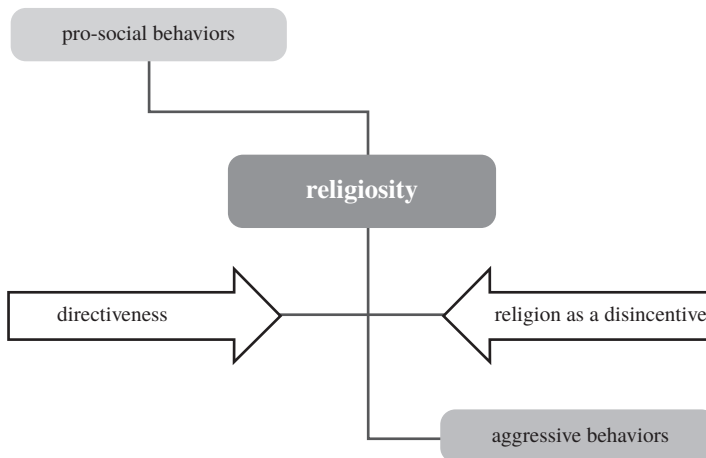 pro-social behaviors
religiosity
directiveness
religion as a disincentive
aggressive behaviors